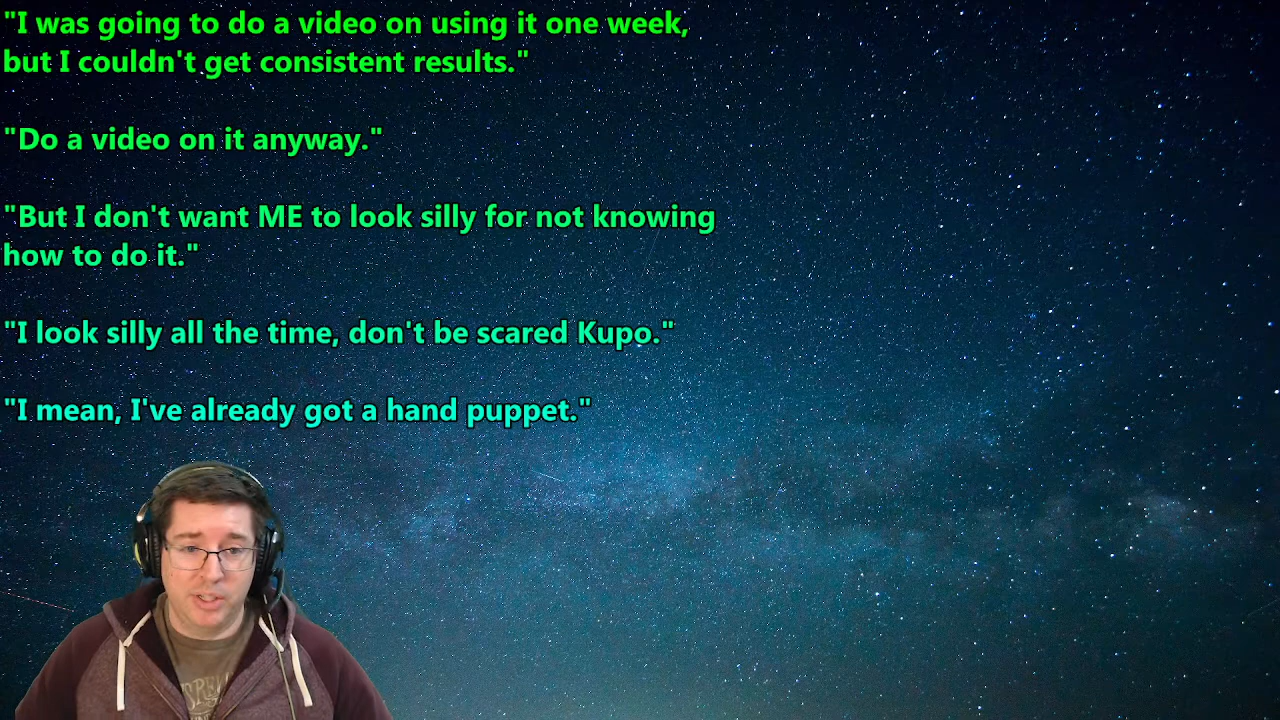 "I was going to do a video on using it one week,
but I couldn't get consistent results."
"Do a video on it anyway."
"But I don't want ME to look silly for not knowing
how to do it."
"I look silly all the time, don't be scared Kupo."
"I mean, I've already got a hand puppet."